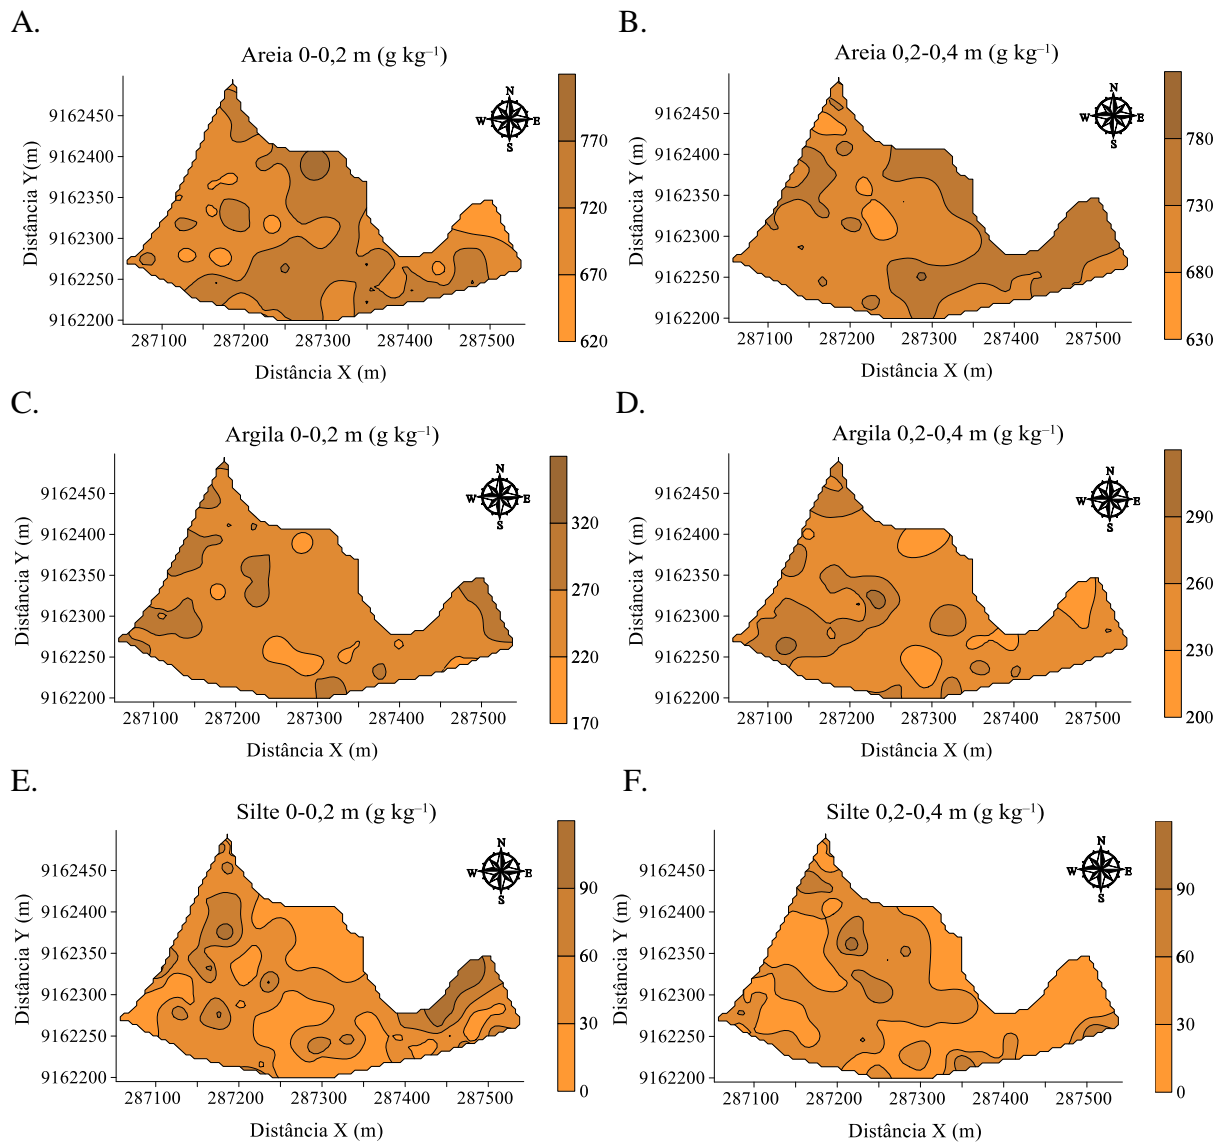 A.
Areia 0-0,2 m (g kg⁻¹)
N
W E
S
Distância Y(m)
9162450
9162400
9162350
9162300
9162250
9162200
287100 287200 287300 287400 287500
Distância X (m)
770
720
670
620
B.
Areia 0,2-0,4 m (g kg⁻¹)
N
W E
S
Distância Y (m)
9162450
9162400
9162350
9162300
9162250
9162200
287100 287200 287300 287400 287500
Distância X (m)
780
730
680
630
C.
Argila 0-0,2 m (g kg⁻¹)
N
W E
S
Distância Y (m)
9162450
9162400
9162350
9162300
9162250
9162200
287100 287200 287300 287400 287500
Distância X (m)
320
270
220
170
D.
Argila 0,2-0,4 m (g kg⁻¹)
N
W E
S
Distância Y (m)
9162450
9162400
9162350
9162300
9162250
9162200
287100 287200 287300 287400 287500
Distância X (m)
290
260
230
200
E.
Silte 0-0,2 m (g kg⁻¹)
N
W E
S
Distância Y (m)
9162450
9162400
9162350
9162300
9162250
9162200
287100 287200 287300 287400 287500
Distância X (m)
90
60
30
0
F.
Silte 0,2-0,4 m (g kg⁻¹)
N
W E
S
Distância Y (m)
9162450
9162400
9162350
9162300
9162250
9162200
287100 287200 287300 287400 287500
Distância X (m)
90
60
30
0